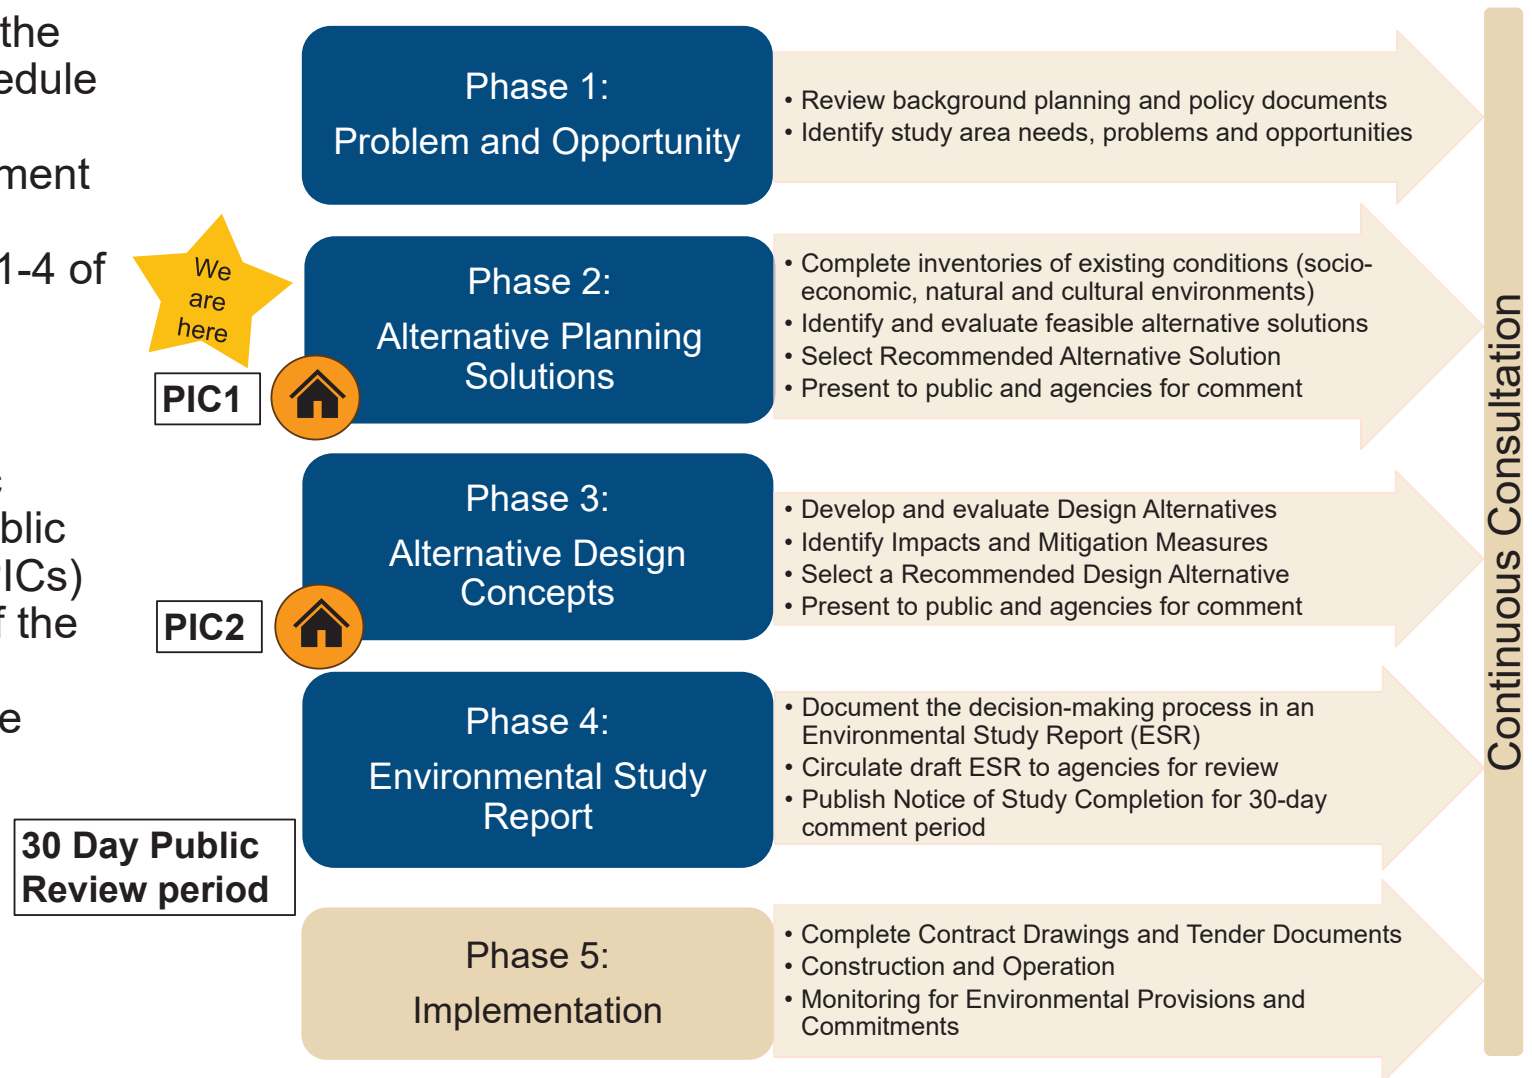 the
edule
ment
1-4 of
blic
PICs)
f the
e
We
are
here
PIC1
PIC2
30 Day Public
Review period
Phase 1:
Problem and Opportunity
• Review background planning and policy documents
• Identify study area needs, problems and opportunities
Phase 2:
Alternative Planning
Solutions
• Complete inventories of existing conditions (socio-
economic, natural and cultural environments)
• Identify and evaluate feasible alternative solutions
• Select Recommended Alternative Solution
• Present to public and agencies for comment
Phase 3:
Alternative Design
Concepts
• Develop and evaluate Design Alternatives
• Identify Impacts and Mitigation Measures
• Select a Recommended Design Alternative
• Present to public and agencies for comment
Phase 4:
Environmental Study
Report
• Document the decision-making process in an
Environmental Study Report (ESR)
• Circulate draft ESR to agencies for review
• Publish Notice of Study Completion for 30-day
comment period
Phase 5:
Implementation
• Complete Contract Drawings and Tender Documents
• Construction and Operation
• Monitoring for Environmental Provisions and
Commitments
Continuous Consultation